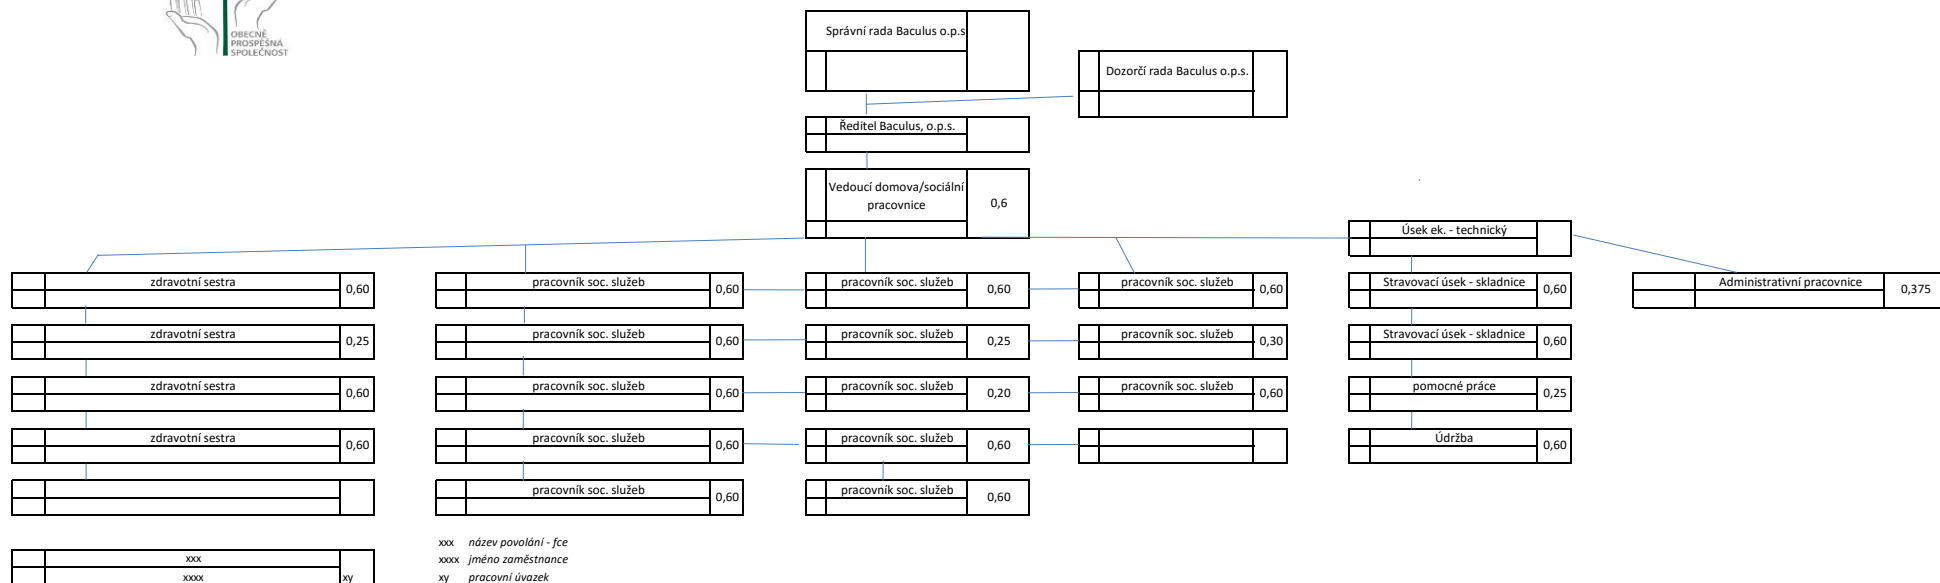 OBECNĚ
PROSPĚŠNÁ
SPOLEČNOST
Správní rada Baculus o.p.s
Dozorčí rada Baculus o.p.s.
Ředitel Baculus, o.p.s.
Vedoucí domova/sociální
pracovnice
0,6
Úsek ek. - technický
zdravotní sestra 0,60
pracovník soc. služeb 0,60
pracovník soc. služeb 0,60
pracovník soc. služeb 0,60
Stravovací úsek - skladnice 0,60
Administrativní pracovnice 0,375
zdravotní sestra 0,25
pracovník soc. služeb 0,60
pracovník soc. služeb 0,25
pracovník soc. služeb 0,30
Stravovací úsek - skladnice 0,60
zdravotní sestra 0,60
pracovník soc. služeb 0,60
pracovník soc. služeb 0,20
pracovník soc. služeb 0,60
pomocné práce 0,25
zdravotní sestra 0,60
pracovník soc. služeb 0,60
pracovník soc. služeb 0,60
Údržba 0,60
pracovník soc. služeb 0,60
pracovník soc. služeb 0,60
xxx
xxxx xy
xxx název povolání - fce
xxxx jméno zaměstnance
xy pracovní úvazek